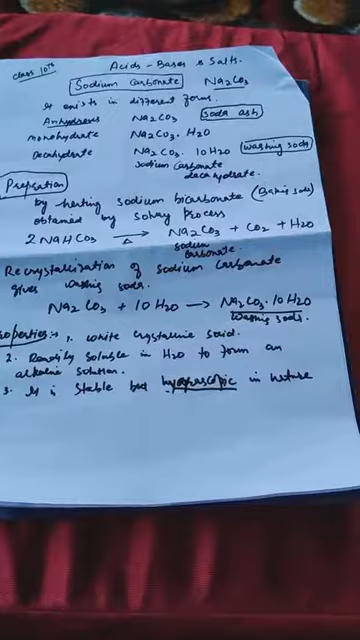 class 10th
Acids - Bases & Salts.
Sodium Carbonate Na2CO3
It exists in different forms.
Anhydrous Na2CO3 Soda ash
monohydrate Na2CO3. H2O
Decahydrate Na2CO3. 10H2O washing soda
Sodium Carbonate
decahydrate.
Prepration
by heating sodium bicarbonate (Baking soda)
obtained by solvay process
2 NaHCO3 → Na2CO3 + CO2 + H2O
Δ sodium
carbonate.
Recrystallization of Sodium Carbonate
gives washing soda.
Na2CO3 + 10H2O → Na2CO3.10H2O
Washing soda.
roperties:- 1. white crystalline solid.
2. Readily soluble in H2O to form an
alkaline solution.
3. It is stable but hygroscopic in nature